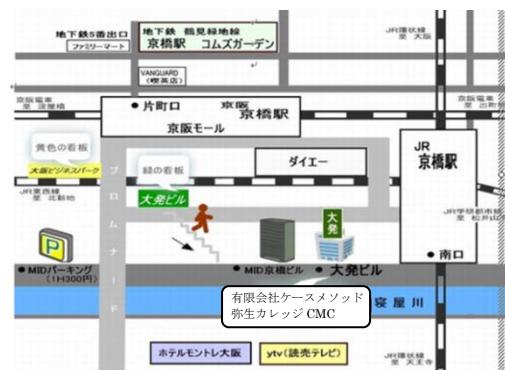 地下鉄5番出口
ファミリーマート
地下鉄 鶴見緑地線
京橋駅 コムズガーデン
VANGUARD
(喫茶店)
JR環状線
至 大阪
京阪電車
至 淀屋橋
片町口
京阪
京橋駅
京阪モール
京阪電車
黄色の看板
大阪ビジネスパーク
緑の看板
大発ビル
ダイエー
JR
京橋駅
JR東西線
至 北新地
プロムナード
JR学研都市線
大発
南口
MIDパーキング
(1H300円)
MID京橋ビル
大発ビル
有限会社ケースメソッド
弥生カレッジ CMC
寝屋川
ホテルモントレ大阪
ytv(読売テレビ)
JR環状線
至 天王寺